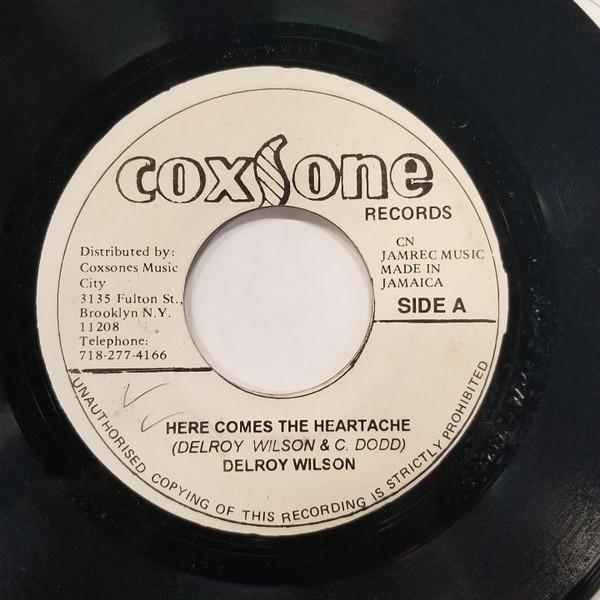 coxsone
RECORDS
Distributed by:
Coxsones Music
City
3135 Fulton St.,
Brooklyn N.Y.
11208
Telephone:
718-277-4166
CN
JAMREC MUSIC
MADE IN
JAMAICA
SIDE A
HERE COMES THE HEARTACHE
(DELROY WILSON & C. DODD)
DELROY WILSON
UNAUTHORISED COPYING OF THIS RECORDING IS STRICTLY PROHIBITED